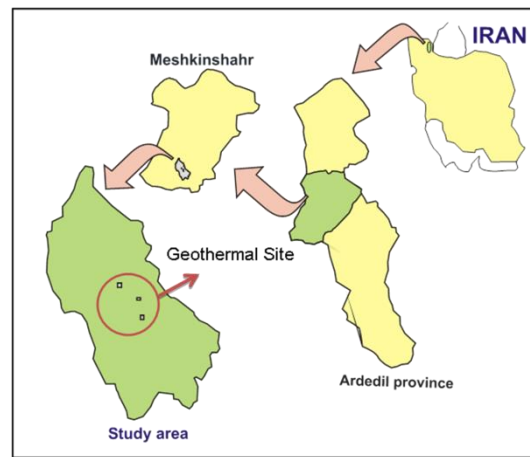 IRAN
Meshkinshahr
Geothermal Site
Ardedil province
Study area